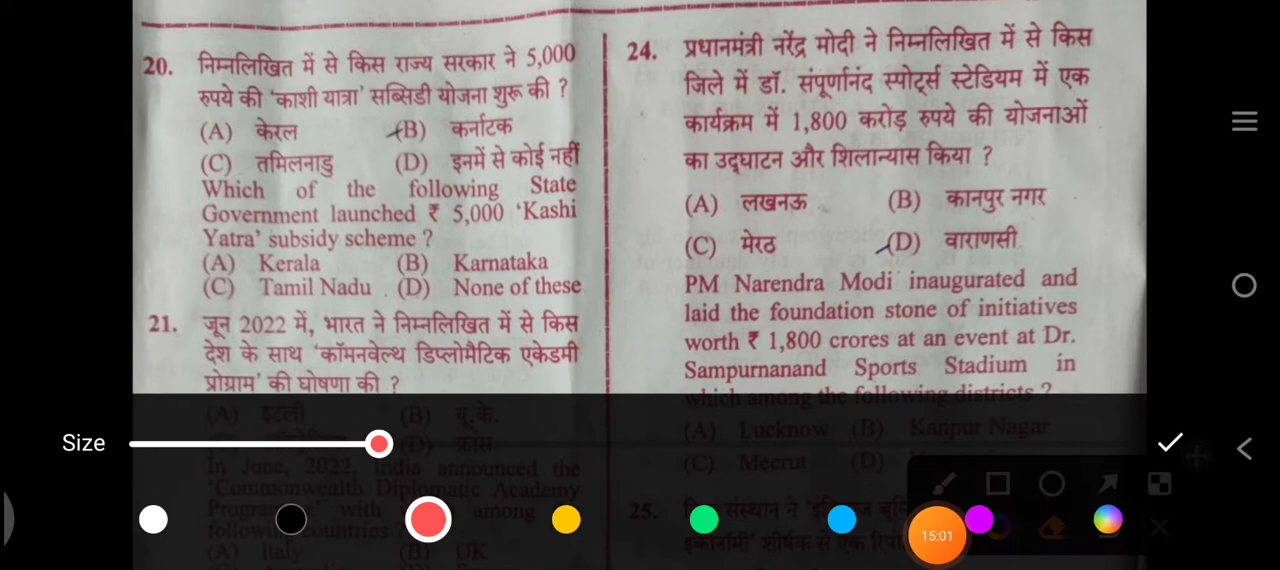 20. निम्नलिखित में से किस राज्य सरकार ने 5,000
रुपये की 'काशी यात्रा' सब्सिडी योजना शुरू की ?
(A) केरल (B) कर्नाटक
(C) तमिलनाडु (D) इनमें से कोई नहीं
Which of the following State
Government launched ₹ 5,000 'Kashi
Yatra' subsidy scheme ?
(A) Kerala (B) Karnataka
(C) Tamil Nadu (D) None of these
21. जून 2022 में, भारत ने निम्नलिखित में से किस
देश के साथ 'कॉमनवेल्थ डिप्लोमैटिक एकेडमी
प्रोग्राम' की घोषणा की ?
(A) इटली (B) यू.के.
(D) फ्रांस
In June, 2022, India announced the
'Commonwealth Diplomatic Academy
with among
countries ?
(A) Italy (B) UK
24. प्रधानमंत्री नरेंद्र मोदी ने निम्नलिखित में से किस
जिले में डॉ. संपूर्णानंद स्पोर्ट्स स्टेडियम में एक
कार्यक्रम में 1,800 करोड़ रुपये की योजनाओं
का उद्घाटन और शिलान्यास किया ?
(A) लखनऊ (B) कानपुर नगर
(C) मेरठ (D) वाराणसी
PM Narendra Modi inaugurated and
laid the foundation stone of initiatives
worth ₹ 1,800 crores at an event at Dr.
Sampurnanand Sports Stadium in
which among the following districts ?
(A) Lucknow (B) Kanpur Nagar
(C) Meerut (D)
25. संस्थान ने
शीर्षक से एक
Size
15:01